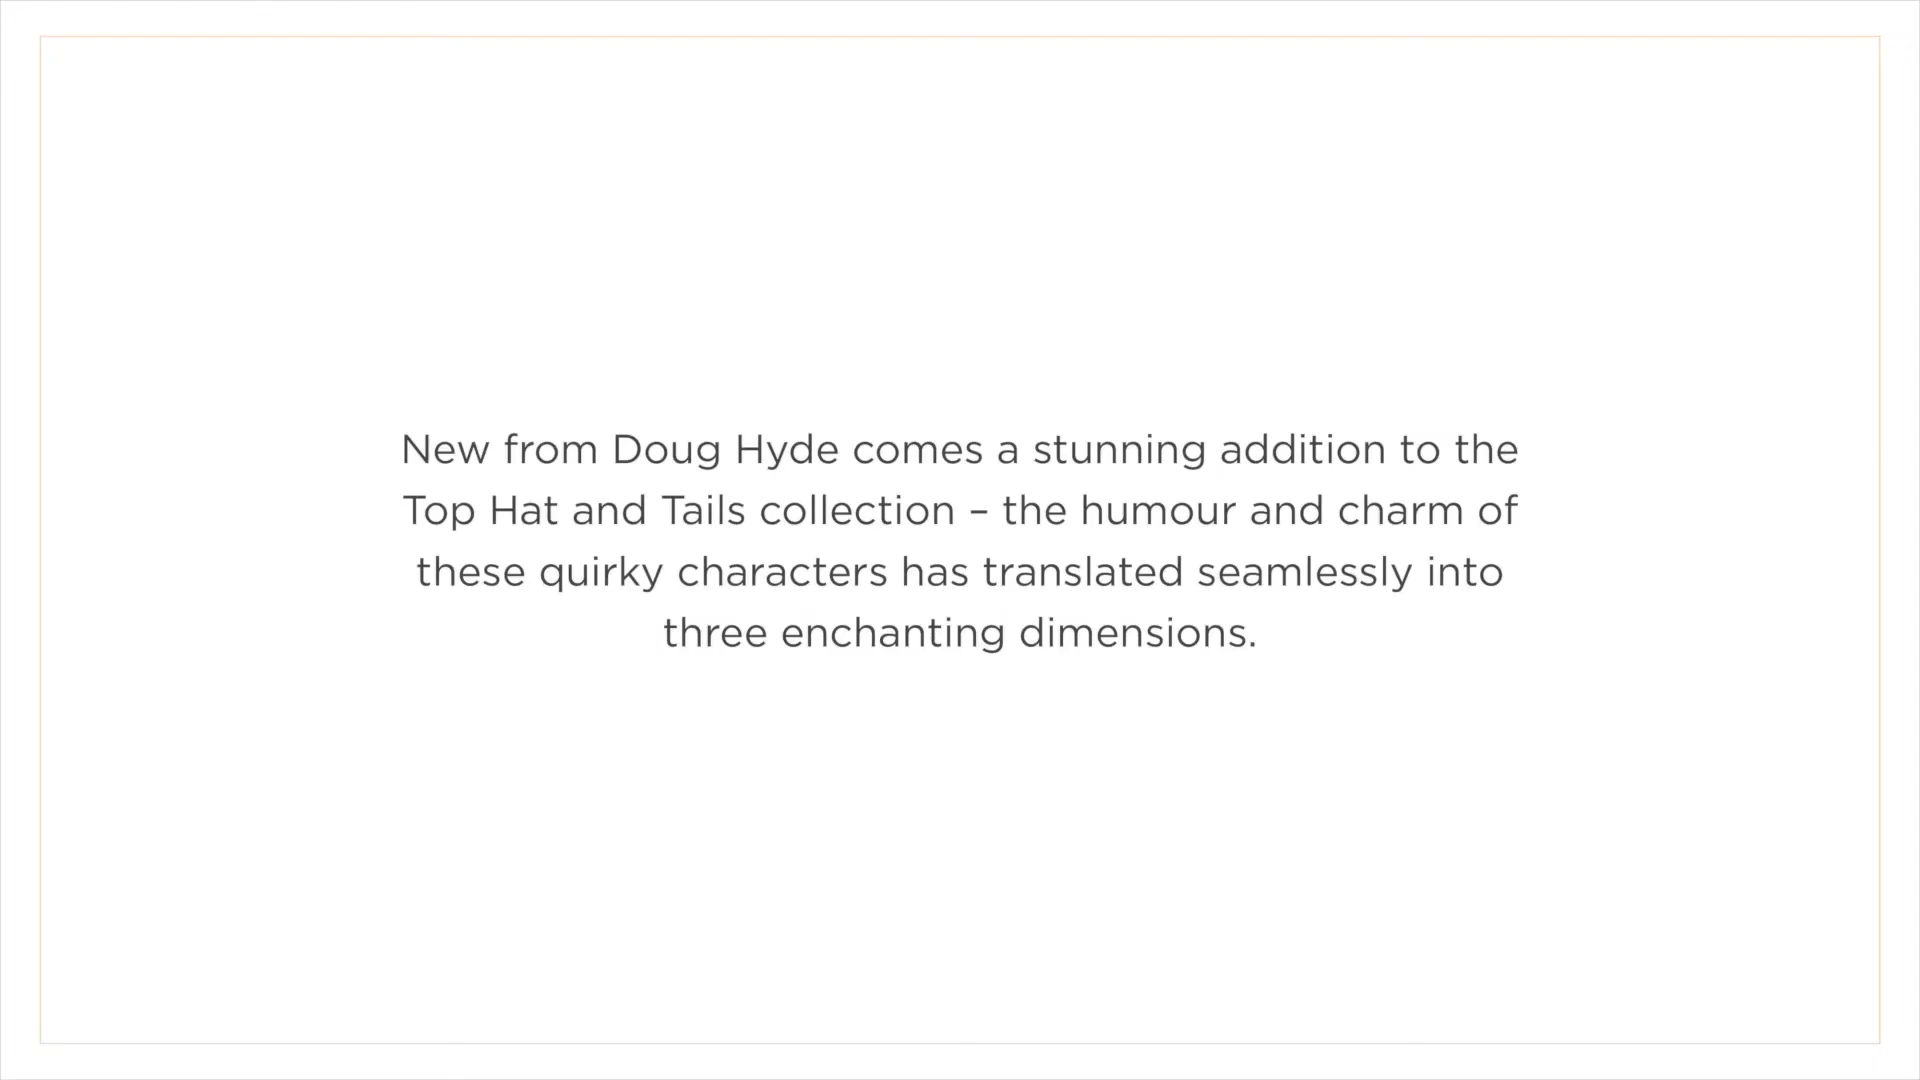 New from Doug Hyde comes a stunning addition to the
Top Hat and Tails collection – the humour and charm of
these quirky characters has translated seamlessly into
three enchanting dimensions.